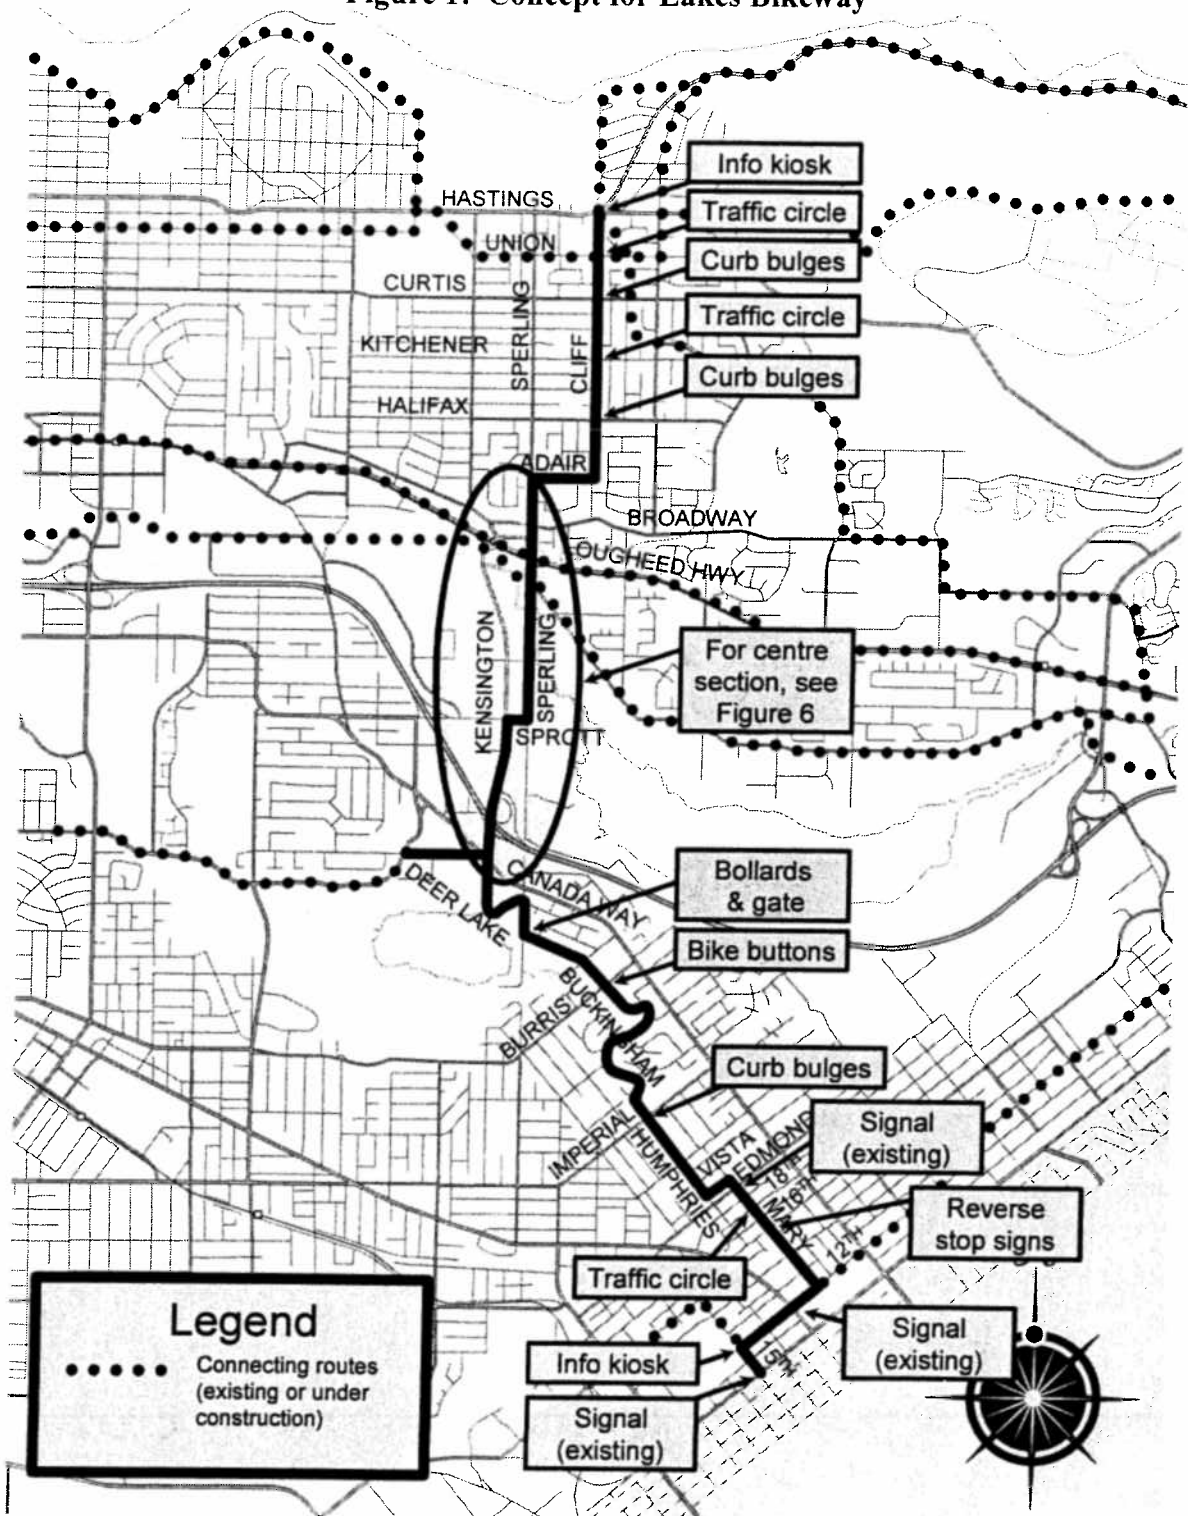 Figure 1: Concept for Lakes Bikeway
Info kiosk
HASTINGS
Traffic circle
UNION
Curb bulges
CURTIS
SPERLING
Traffic circle
KITCHENER
CLIFF
Curb bulges
HALIFAX
ADAIR
BROADWAY
OUGHEED HWY
KENSINGTON
SPERLING
For centre
section, see
Figure 6
SPROTT
CANADA WAY
DEER LAKE
Bollards
& gate
Bike buttons
BUCKINGHAM
BURRIS
Curb bulges
IMPERIAL
HUMPHRIES
VISTA
EDMOND
Signal
(existing)
18TH
16TH
MARY
Reverse
stop signs
12TH
Traffic circle
Signal
(existing)
Info kiosk
15TH
Signal
(existing)
Legend
Connecting routes
(existing or under
construction)